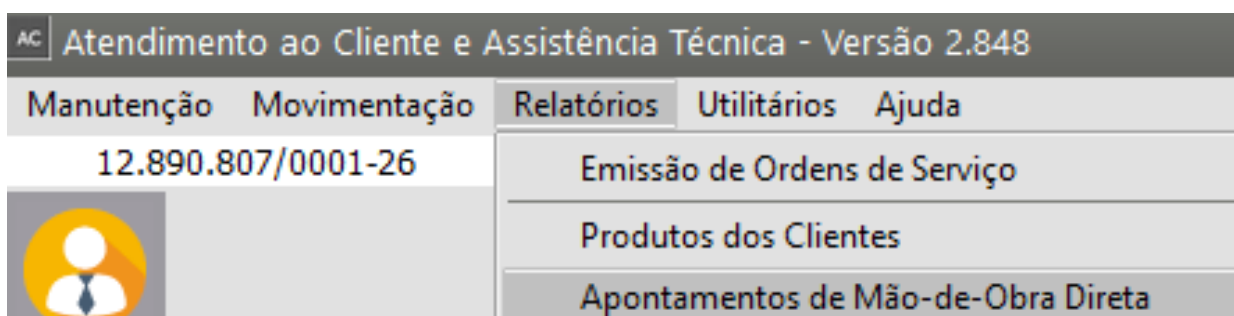 AC Atendimento ao Cliente e Assistência Técnica - Versão 2.848
Manutenção Movimentação Relatórios Utilitários Ajuda
12.890.807/0001-26
Emissão de Ordens de Serviço
Produtos dos Clientes
Apontamentos de Mão-de-Obra Direta